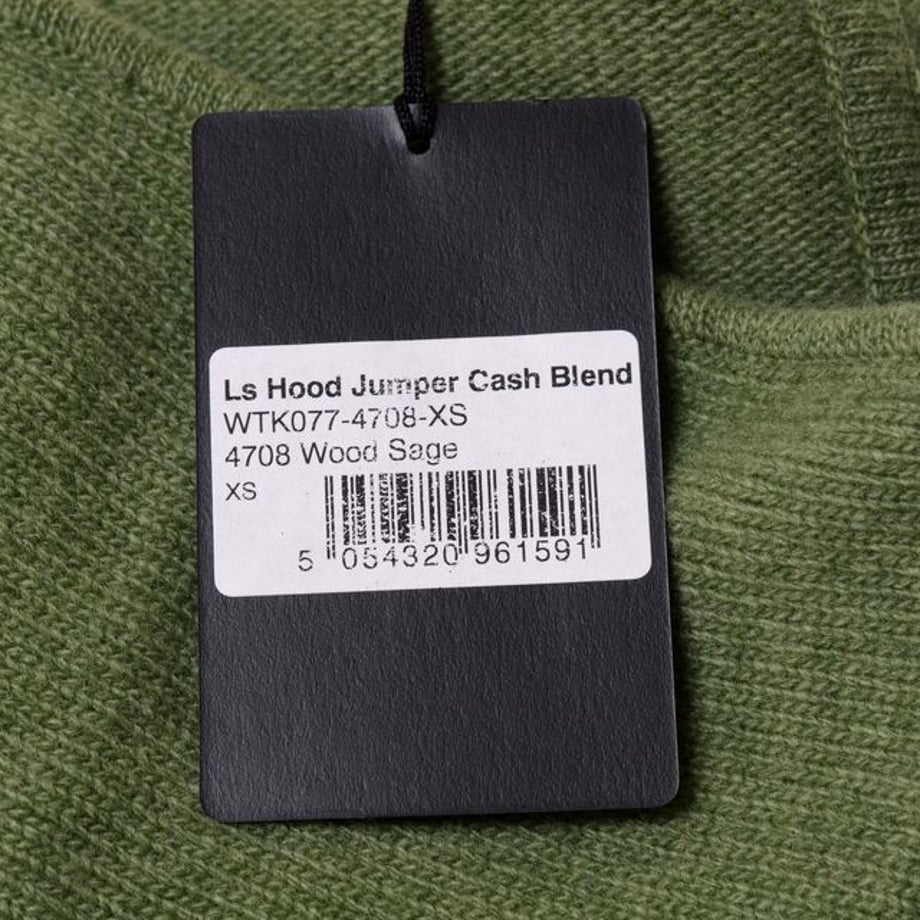 Ls Hood Jumper Cash Blend
WTK077-4708-XS
4708 Wood Sage
XS
5 054320 961591